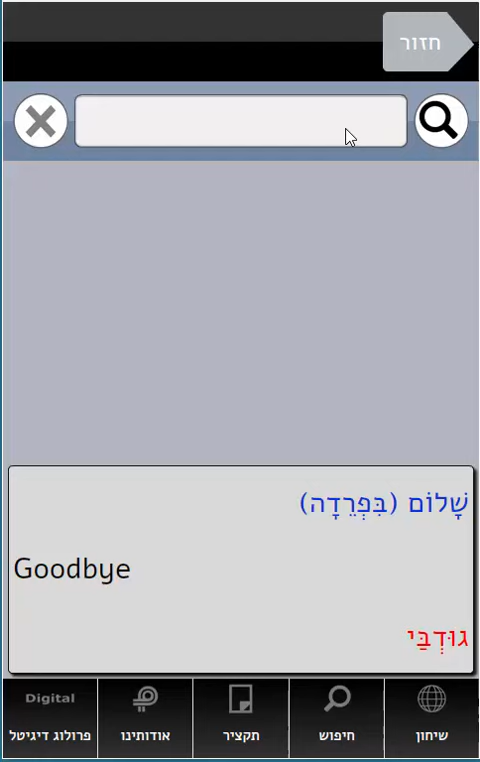 חזור
שָׁלוֹם (בִּפְרֵדָה)
Goodbye
גוּדְבַּי
Digital
שיחון
חיפוש
תקציר
אודותינו
פרולוג דיגיטל